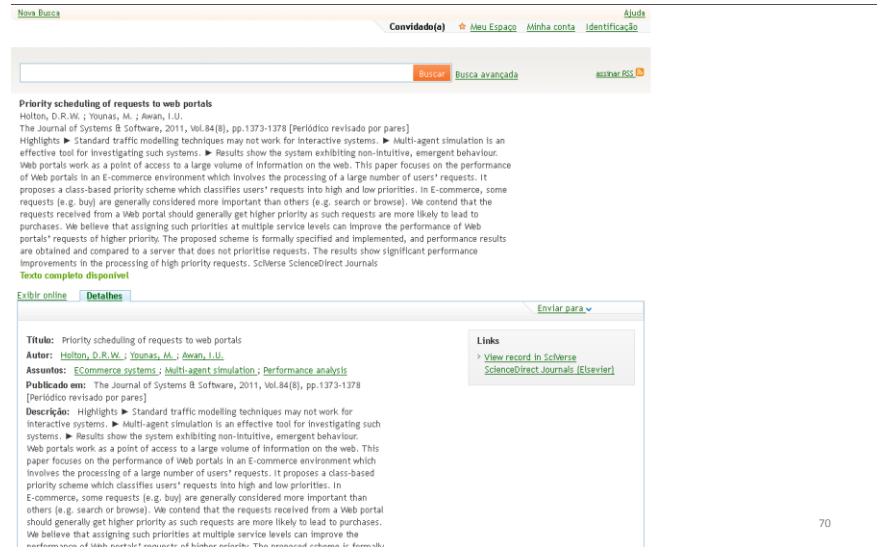 Nova Busca
Ajuda
Convidado(a) Meu Espaço Minha conta Identificação
Buscar Busca avançada assinar RSS
Priority scheduling of requests to web portals
Holton, D.R.W. ; Younas, M. ; Awan, I.U.
The Journal of Systems & Software, 2011, Vol.84(8), pp.1373-1378 [Periódico revisado por pares]
Highlights ► Standard traffic modelling techniques may not work for interactive systems. ► Multi-agent simulation is an
effective tool for investigating such systems. ► Results show the system exhibiting non-intuitive, emergent behaviour.
Web portals work as a point of access to a large volume of information on the web. This paper focuses on the performance
of Web portals in an E-commerce environment which involves the processing of a large number of users' requests. It
proposes a class-based priority scheme which classifies users' requests into high and low priorities. In E-commerce, some
requests (e.g. buy) are generally considered more important than others (e.g. search or browse). We contend that the
requests received from a Web portal should generally get higher priority as such requests are more likely to lead to
purchases. We believe that assigning such priorities at multiple service levels can improve the performance of Web
portals' requests of higher priority. The proposed scheme is formally specified and implemented, and performance results
are obtained and compared to a server that does not prioritise requests. The results show significant performance
improvements in the processing of high priority requests. SciVerse ScienceDirect Journals
Texto completo disponível
Exibir online Detalhes
Enviar para
Título: Priority scheduling of requests to web portals
Autor: Holton, D.R.W. ; Younas, M. ; Awan, I.U.
Assuntos: ECommerce systems ; Multi-agent simulation ; Performance analysis
Publicado em: The Journal of Systems & Software, 2011, Vol.84(8), pp.1373-1378
[Periódico revisado por pares]
Descrição: Highlights ► Standard traffic modelling techniques may not work for
interactive systems. ► Multi-agent simulation is an effective tool for investigating such
systems. ► Results show the system exhibiting non-intuitive, emergent behaviour.
Web portals work as a point of access to a large volume of information on the web. This
paper focuses on the performance of Web portals in an E-commerce environment which
involves the processing of a large number of users' requests. It proposes a class-based
priority scheme which classifies users' requests into high and low priorities. In
E-commerce, some requests (e.g. buy) are generally considered more important than
others (e.g. search or browse). We contend that the requests received from a Web portal
should generally get higher priority as such requests are more likely to lead to purchases.
We believe that assigning such priorities at multiple service levels can improve the
performance of Web portals' requests of higher priority. The proposed scheme is formally
Links
> View record in SciVerse
ScienceDirect Journals (Elsevier)
70